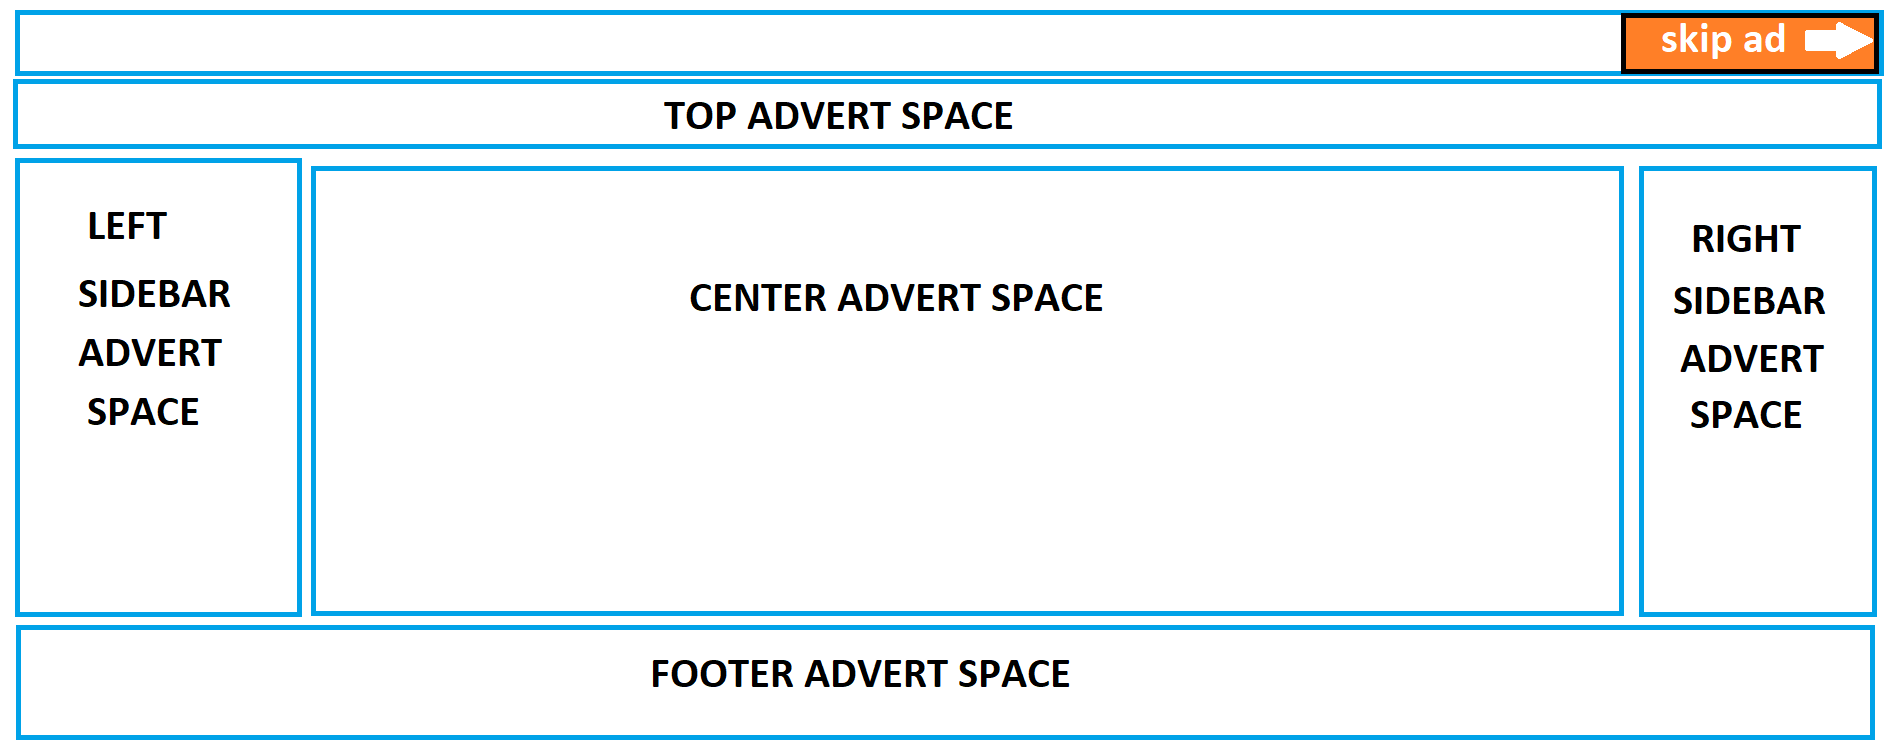 skip ad
TOP ADVERT SPACE
LEFT
SIDEBAR
ADVERT
SPACE
CENTER ADVERT SPACE
RIGHT
SIDEBAR
ADVERT
SPACE
FOOTER ADVERT SPACE